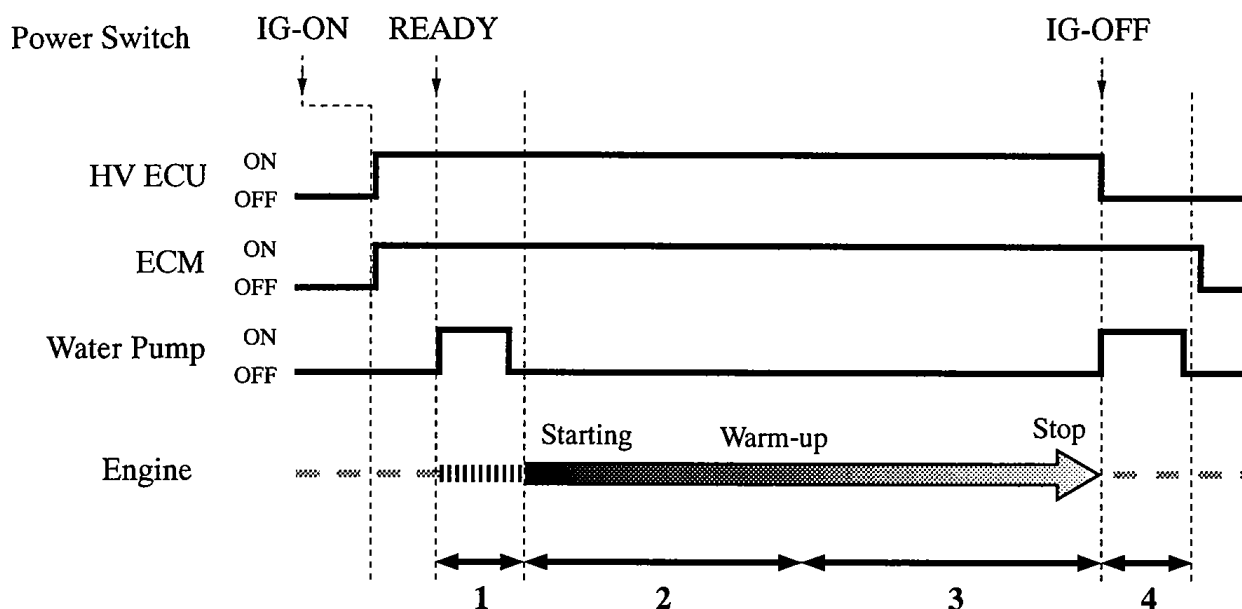 Power Switch IG-ON READY IG-OFF
HV ECU ON
OFF
ECM ON
OFF
Water Pump ON
OFF
Engine Starting Warm-up Stop
1 2 3 4